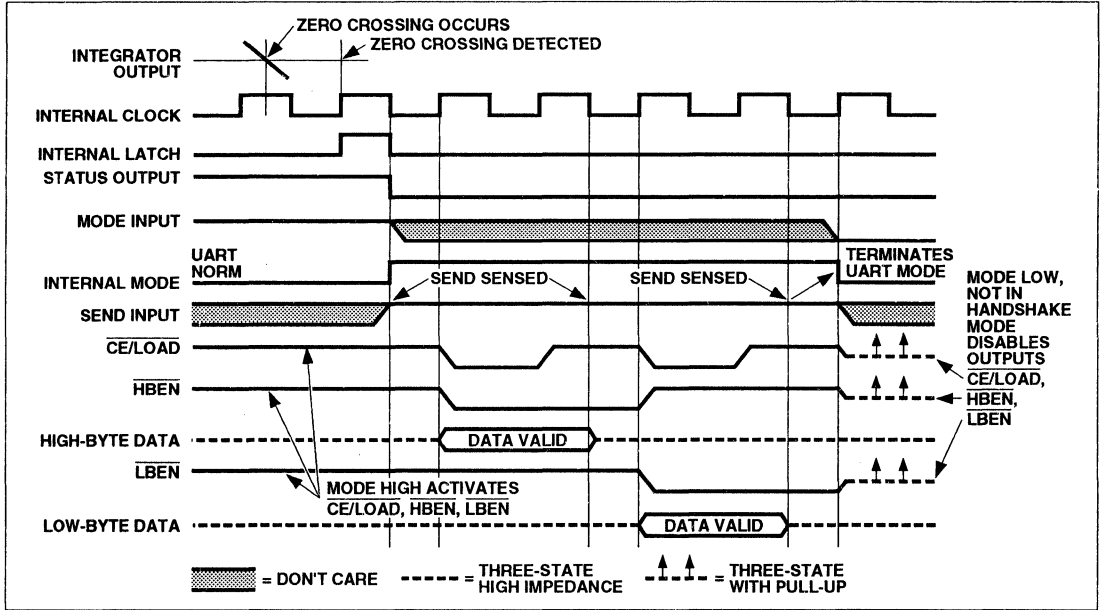 ZERO CROSSING OCCURS
ZERO CROSSING DETECTED
INTEGRATOR
OUTPUT
INTERNAL CLOCK
INTERNAL LATCH
STATUS OUTPUT
MODE INPUT
UART
NORM
TERMINATES
UART MODE
INTERNAL MODE
SEND SENSED
SEND SENSED
MODE LOW,
NOT IN
HANDSHAKE
MODE
DISABLES
OUTPUTS
CE/LOAD,
HBEN,
LBEN
SEND INPUT
CE/LOAD
HBEN
HIGH-BYTE DATA
DATA VALID
LBEN
MODE HIGH ACTIVATES
CE/LOAD, HBEN, LBEN
LOW-BYTE DATA
DATA VALID
= DON'T CARE
= THREE-STATE
HIGH IMPEDANCE
= THREE-STATE
WITH PULL-UP